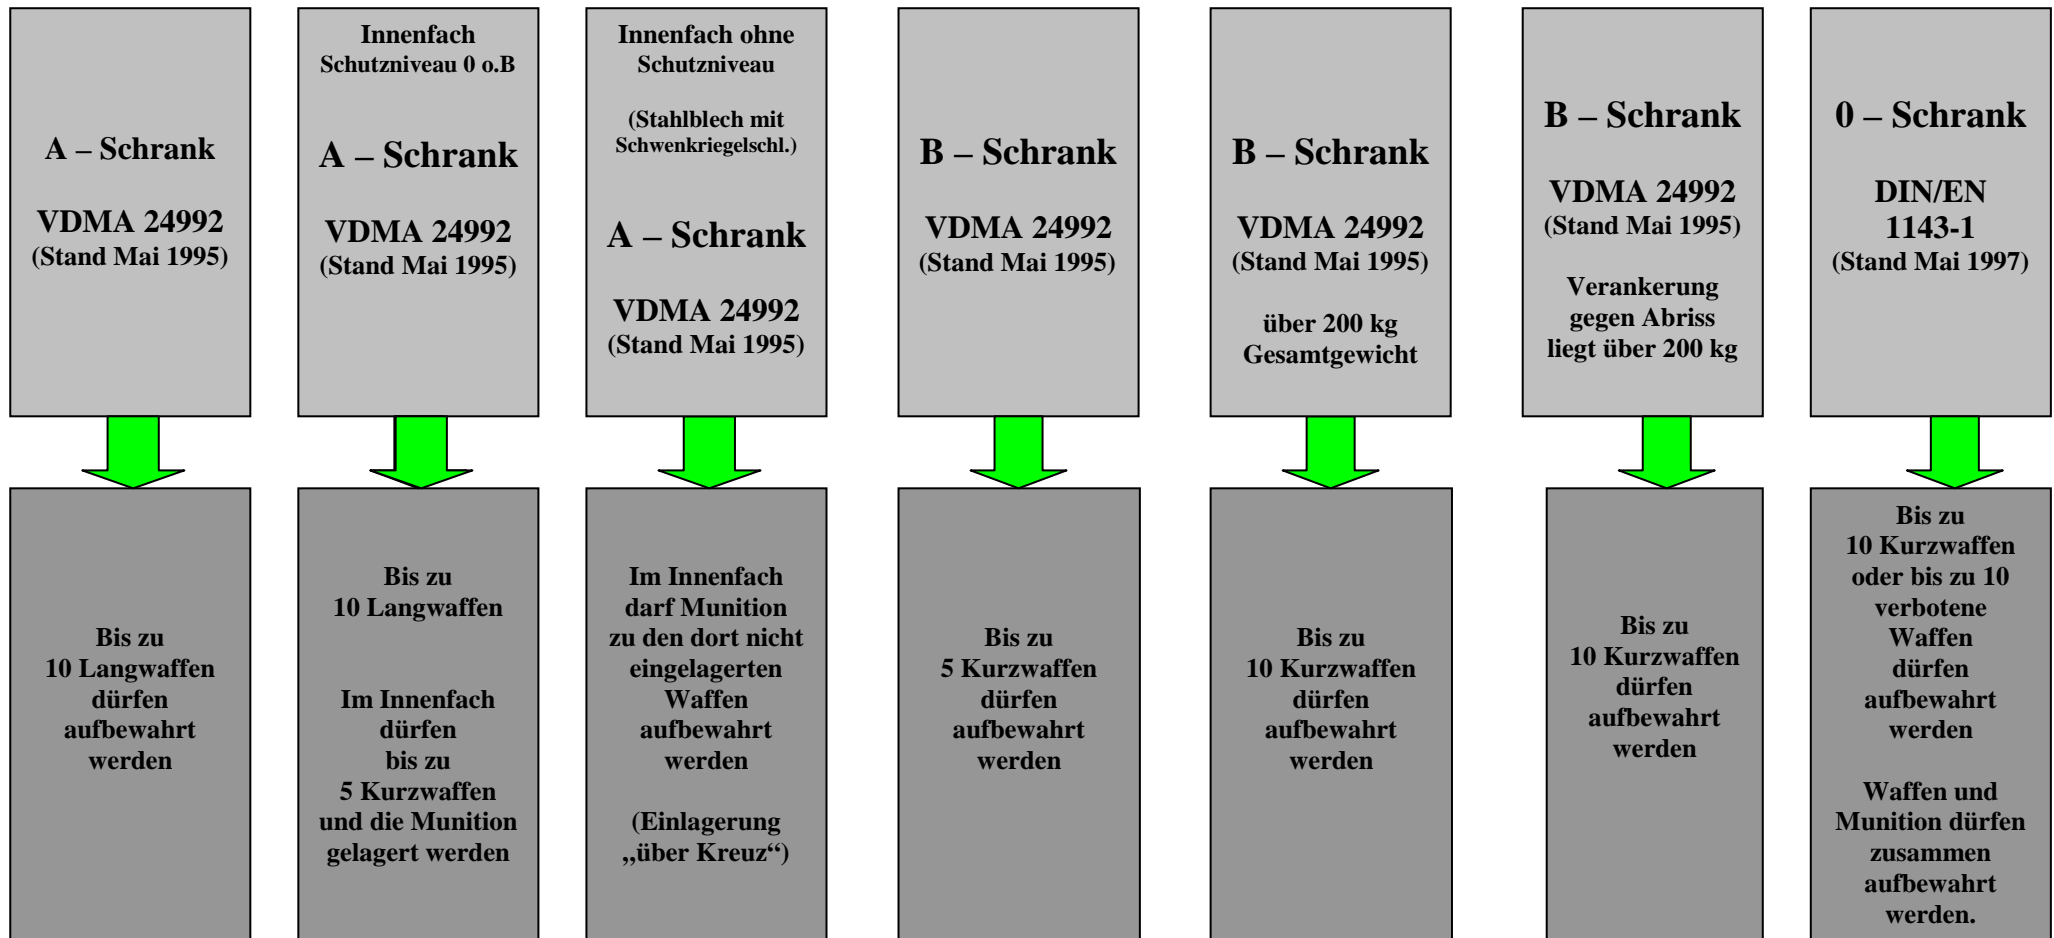 A – Schrank
VDMA 24992
(Stand Mai 1995)
Innenfach
Schutzniveau 0 o.B
A – Schrank
VDMA 24992
(Stand Mai 1995)
Innenfach ohne
Schutzniveau
(Stahlblech mit
Schwenkriegelschl.)
A – Schrank
VDMA 24992
(Stand Mai 1995)
B – Schrank
VDMA 24992
(Stand Mai 1995)
B – Schrank
VDMA 24992
(Stand Mai 1995)
über 200 kg
Gesamtgewicht
B – Schrank
VDMA 24992
(Stand Mai 1995)
Verankerung
gegen Abriss
liegt über 200 kg
0 – Schrank
DIN/EN
1143-1
(Stand Mai 1997)
Bis zu
10 Langwaffen
dürfen
aufbewahrt
werden
Bis zu
10 Langwaffen
Im Innenfach
dürfen
bis zu
5 Kurzwaffen
und die Munition
gelagert werden
Im Innenfach
darf Munition
zu den dort nicht
eingelagerten
Waffen
aufbewahrt
werden
(Einlagerung
„über Kreuz“)
Bis zu
5 Kurzwaffen
dürfen
aufbewahrt
werden
Bis zu
10 Kurzwaffen
dürfen
aufbewahrt
werden
Bis zu
10 Kurzwaffen
dürfen
aufbewahrt
werden
Bis zu
10 Kurzwaffen
oder bis zu 10
verbotene
Waffen
dürfen
aufbewahrt
werden
Waffen und
Munition dürfen
zusammen
aufbewahrt
werden.